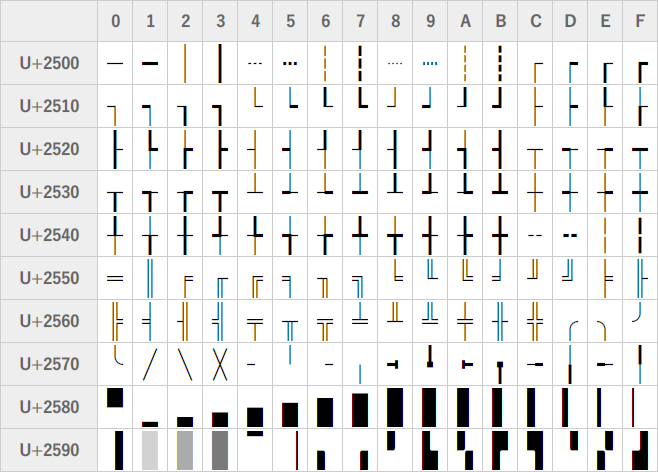 0 1 2 3 4 5 6 7 8 9 A B C D E F
U+2500 ─ ━ │ ┃ ┄ ┅ ┆ ┇ ┈ ┉ ┊ ┋ ┌ ┍ ┎ ┏
U+2510 ┐ ┑ ┒ ┓ └ ┕ ┖ ┗ ┘ ┙ ┚ ┛ ├ ┝ ┞ ┟
U+2520 ┠ ┡ ┢ ┣ ┤ ┥ ┦ ┧ ┨ ┩ ┪ ┫ ┬ ┭ ┮ ┯
U+2530 ┰ ┱ ┲ ┳ ┴ ┵ ┶ ┷ ┸ ┹ ┺ ┻ ┼ ┽ ┾ ┿
U+2540 ╀ ╁ ╂ ╃ ╄ ╅ ╆ ╇ ╈ ╉ ╊ ╋ ╌ ╍ ╎ ╏
U+2550 ═ ║ ╒ ╓ ╔ ╕ ╖ ╗ ╘ ╙ ╚ ╛ ╜ ╝ ╞ ╟
U+2560 ╠ ╡ ╢ ╣ ╤ ╥ ╦ ╧ ╨ ╩ ╪ ╫ ╬ ╭ ╮ ╯
U+2570 ╰ ╱ ╲ ╳ ╴ ╵ ╶ ╷ ╸ ╹ ╺ ╻ ╼ ╽ ╾ ╿
U+2580 ▀ ▁ ▂ ▃ ▄ ▅ ▆ ▇ █ ▉ ▊ ▋ ▌ ▍ ▎ ▏
U+2590 ▐ ░ ▒ ▓ ▔ ▕ ▖ ▗ ▘ ▙ ▚ ▛ ▜ ▝ ▞ ▟